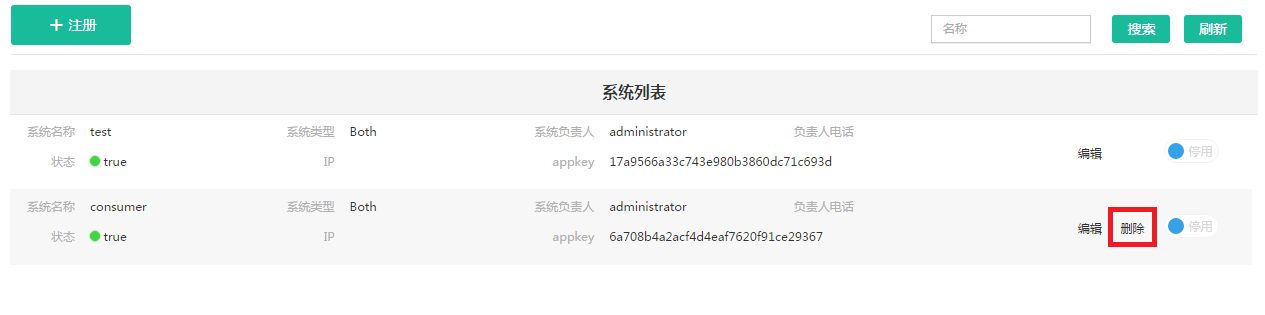 + 注册
名称 搜索 刷新
系统列表
系统名称 test 系统类型 Both 系统负责人 administrator 负责人电话
状态 true IP appkey 17a9566a33c743e980b3860dc71c693d
编辑 停用
系统名称 consumer 系统类型 Both 系统负责人 administrator 负责人电话
状态 true IP appkey 6a708b4a2acf4d4eaf7620f91ce29367
编辑 删除 停用